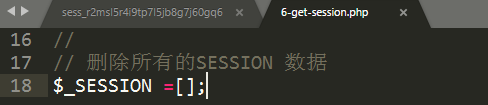 sess_r2msl5r4i9tp7l5jb8g7j60gq6 × 6-get-session.php ×
16 //
17 // 删除所有的SESSION 数据
18 $_SESSION =[];